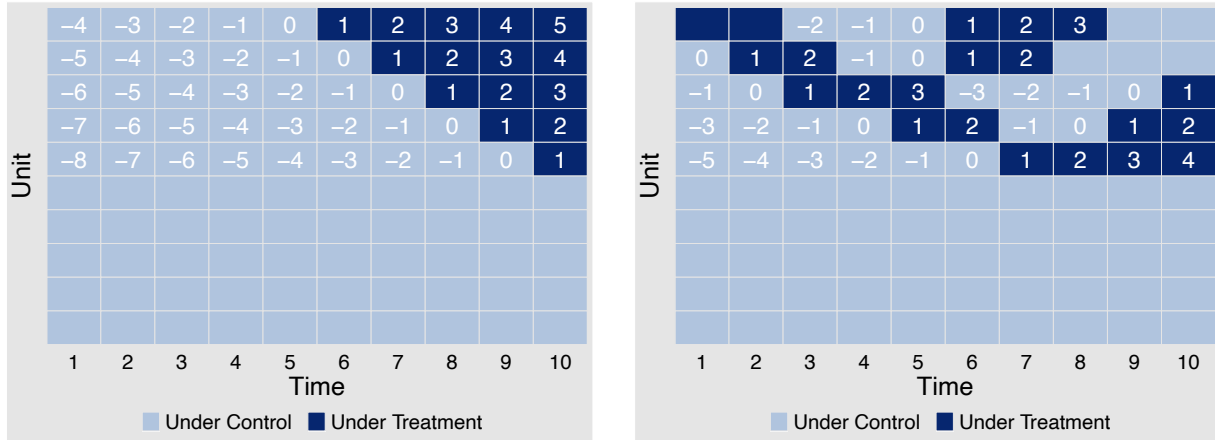 −4 −3 −2 −1 0 1 2 3 4 5
−5 −4 −3 −2 −1 0 1 2 3 4
−6 −5 −4 −3 −2 −1 0 1 2 3
−7 −6 −5 −4 −3 −2 −1 0 1 2
−8 −7 −6 −5 −4 −3 −2 −1 0 1
Unit
1 2 3 4 5 6 7 8 9 10
Time
Under Control Under Treatment
−2 −1 0 1 2 3
0 1 2 −1 0 1 2
−1 0 1 2 3 −3 −2 −1 0 1
−3 −2 −1 0 1 2 −1 0 1 2
−5 −4 −3 −2 −1 0 1 2 3 4
Unit
1 2 3 4 5 6 7 8 9 10
Time
Under Control Under Treatment